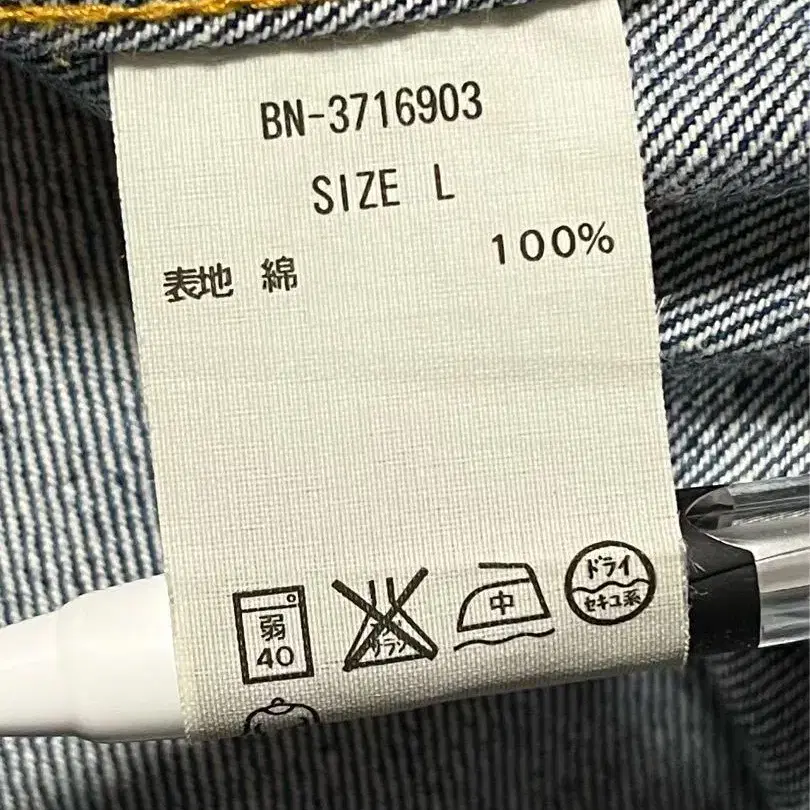 BN-3716903
SIZE L
表地 綿 100%
弱
40
中
ドライ
セキユ系